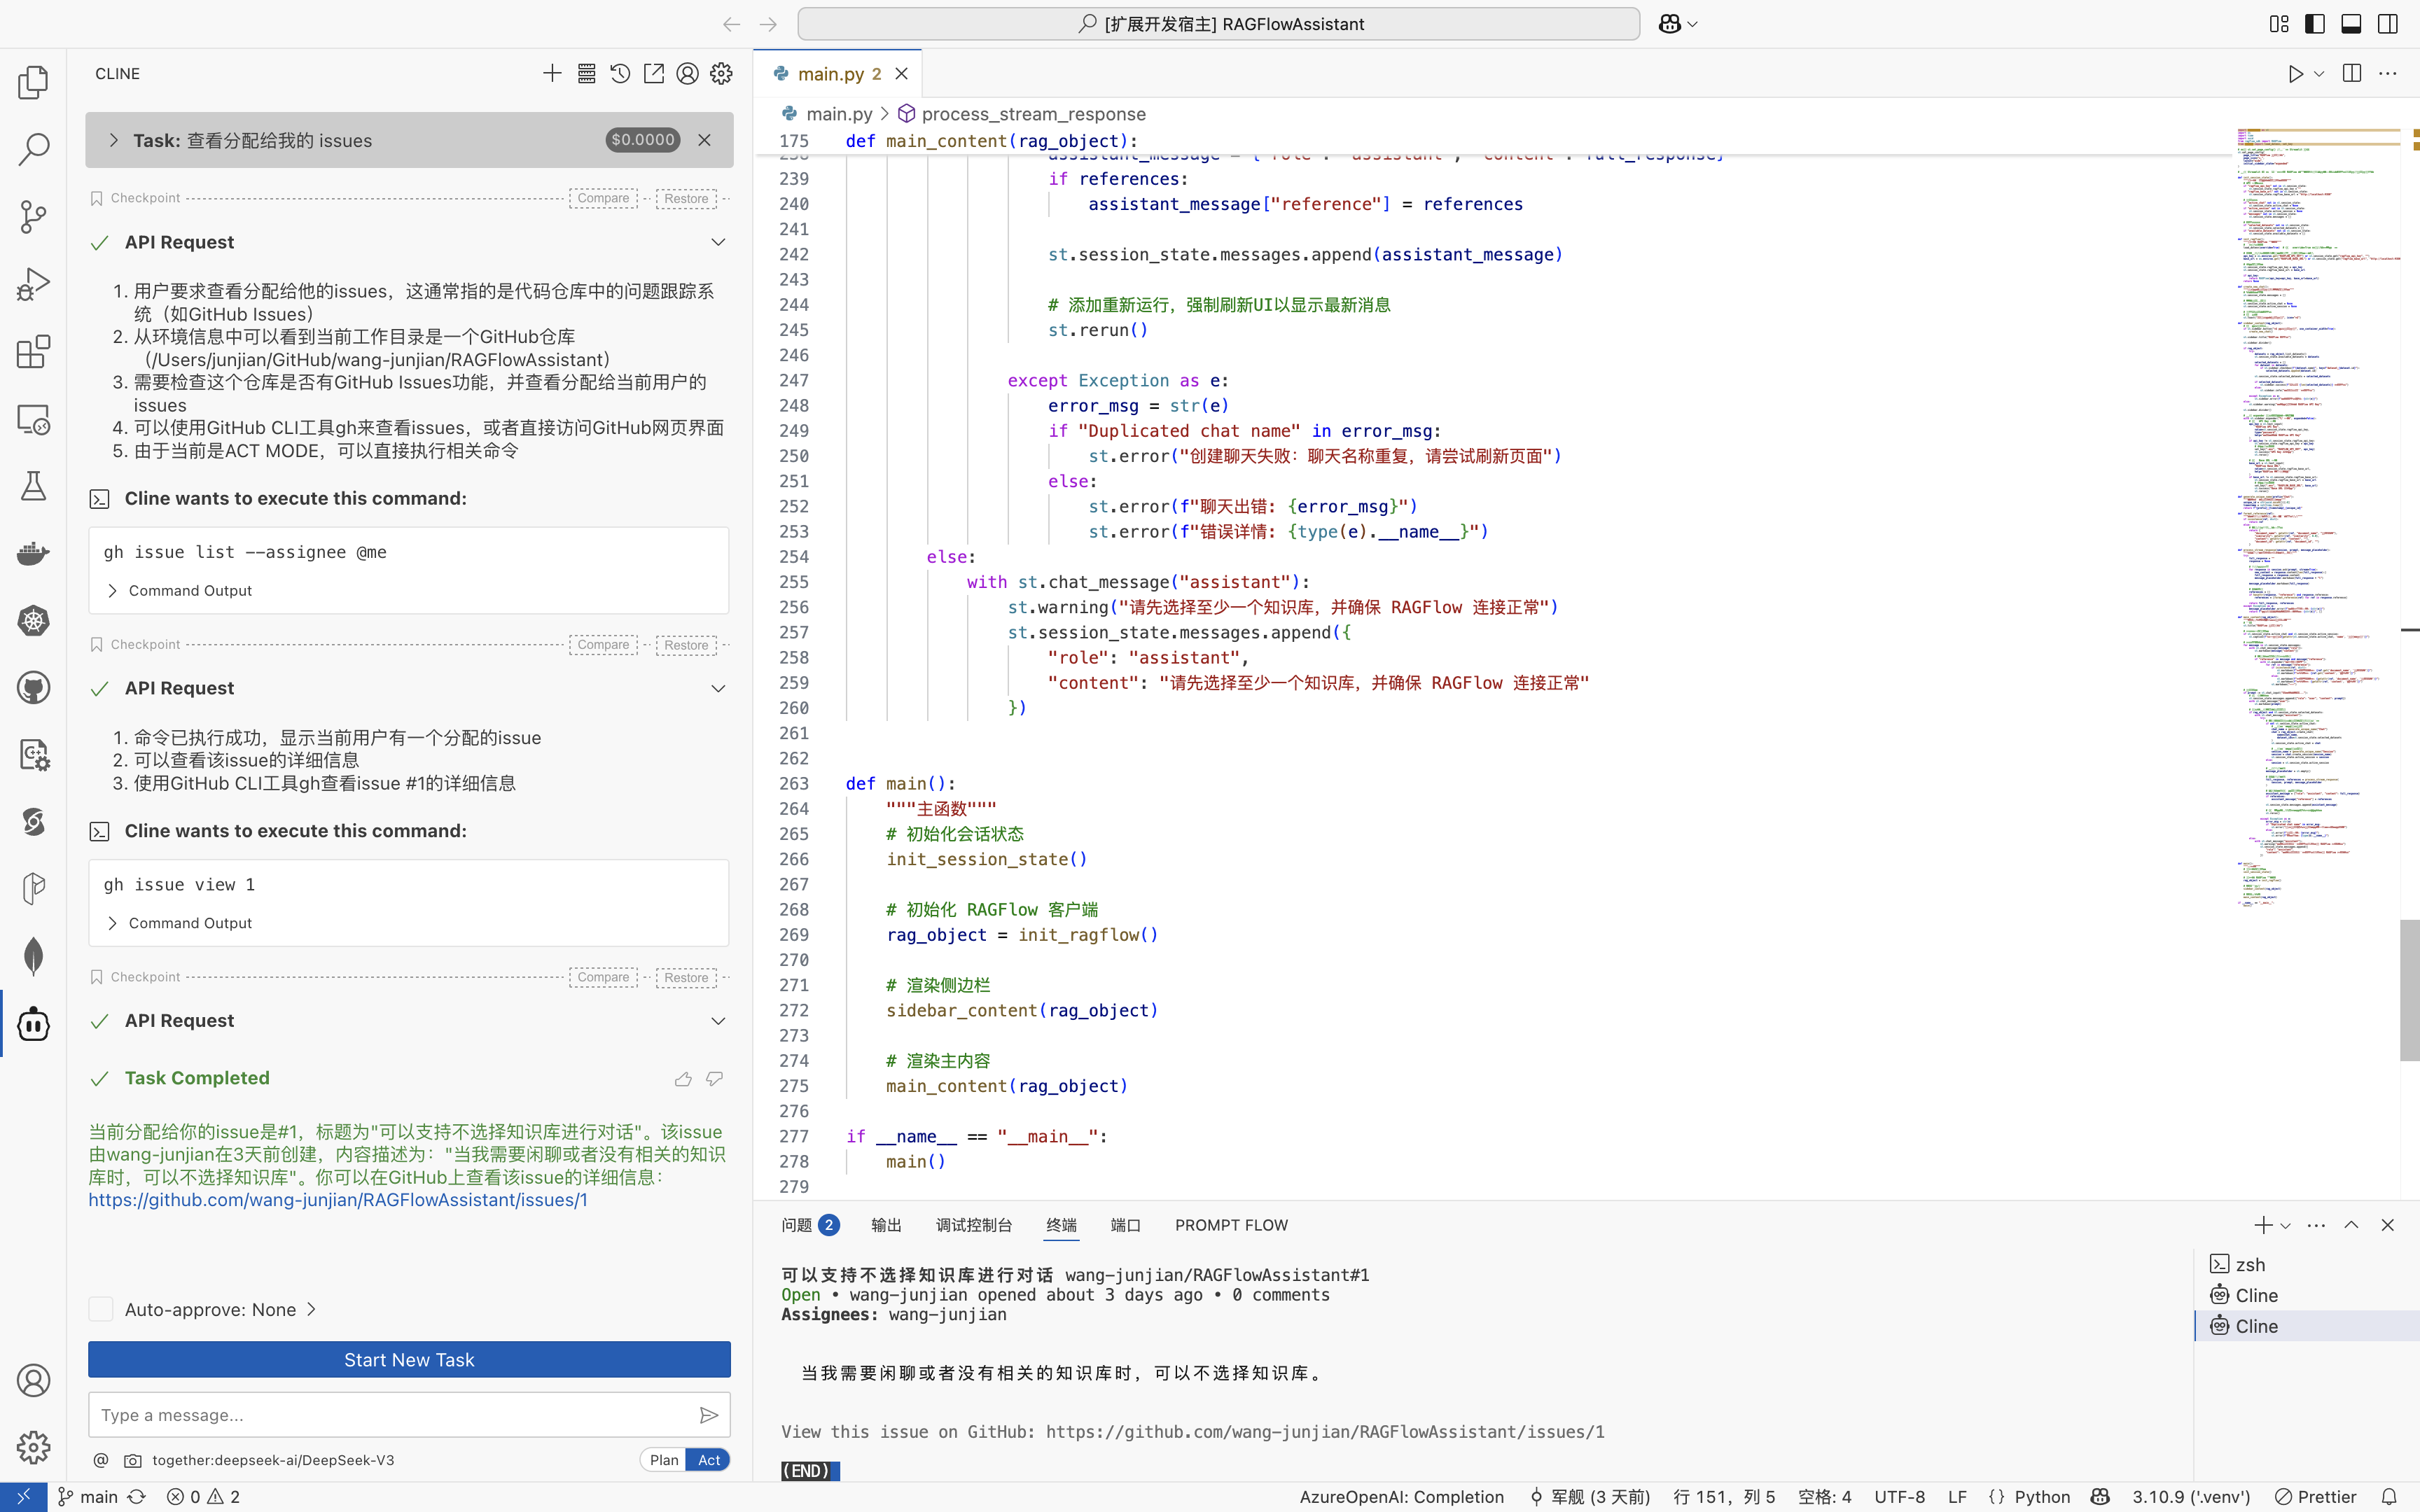 [扩展开发宿主] RAGFlowAssistant
CLINE
Task: 查看分配给我的 issues
$0.0000
Checkpoint
Compare
Restore
API Request
1. 用户要求查看分配给他的issues，这通常指的是代码仓库中的问题跟踪系
统（如GitHub Issues）
2. 从环境信息中可以看到当前工作目录是一个GitHub仓库
（/Users/junjian/GitHub/wang-junjian/RAGFlowAssistant）
3. 需要检查这个仓库是否有GitHub Issues功能，并查看分配给当前用户的
issues
4. 可以使用GitHub CLI工具gh来查看issues，或者直接访问GitHub网页界面
5. 由于当前是ACT MODE，可以直接执行相关命令
Cline wants to execute this command:
gh issue list --assignee @me
Command Output
Checkpoint
Compare
Restore
API Request
1. 命令已执行成功，显示当前用户有一个分配的issue
2. 可以查看该issue的详细信息
3. 使用GitHub CLI工具gh查看issue #1的详细信息
Cline wants to execute this command:
gh issue view 1
Command Output
Checkpoint
Compare
Restore
API Request
Task Completed
当前分配给你的issue是#1，标题为"可以支持不选择知识库进行对话"。该issue
由wang-junjian在3天前创建，内容描述为："当我需要闲聊或者没有相关的知识
库时，可以不选择知识库"。你可以在GitHub上查看该issue的详细信息：
https://github.com/wang-junjian/RAGFlowAssistant/issues/1
Auto-approve: None
Start New Task
Type a message...
@ together:deepseek-ai/DeepSeek-V3
Plan Act
main.py 2
main.py > process_stream_response
175 def main_content(rag_object):
239 if references:
240 assistant_message["reference"] = references
241
242 st.session_state.messages.append(assistant_message)
243
244 # 添加重新运行，强制刷新UI以显示最新消息
245 st.rerun()
246
247 except Exception as e:
248 error_msg = str(e)
249 if "Duplicated chat name" in error_msg:
250 st.error("创建聊天失败：聊天名称重复，请尝试刷新页面")
251 else:
252 st.error(f"聊天出错: {error_msg}")
253 st.error(f"错误详情: {type(e).__name__}")
254 else:
255 with st.chat_message("assistant"):
256 st.warning("请先选择至少一个知识库，并确保 RAGFlow 连接正常")
257 st.session_state.messages.append({
258 "role": "assistant",
259 "content": "请先选择至少一个知识库，并确保 RAGFlow 连接正常"
260 })
261
262
263 def main():
264 """主函数"""
265 # 初始化会话状态
266 init_session_state()
267
268 # 初始化 RAGFlow 客户端
269 rag_object = init_ragflow()
270
271 # 渲染侧边栏
272 sidebar_content(rag_object)
273
274 # 渲染主内容
275 main_content(rag_object)
276
277 if __name__ == "__main__":
278 main()
279
问题 2 输出 调试控制台 终端 端口 PROMPT FLOW
可以支持不选择知识库进行对话 wang-junjian/RAGFlowAssistant#1
Open • wang-junjian opened about 3 days ago • 0 comments
Assignees: wang-junjian
当我需要闲聊或者没有相关的知识库时，可以不选择知识库。
View this issue on GitHub: https://github.com/wang-junjian/RAGFlowAssistant/issues/1
(END)
zsh
Cline
Cline
main 0 2 AzureOpenAI: Completion 军舰 (3 天前) 行 151，列 5 空格: 4 UTF-8 LF {} Python 3.10.9 ('.venv') Prettier